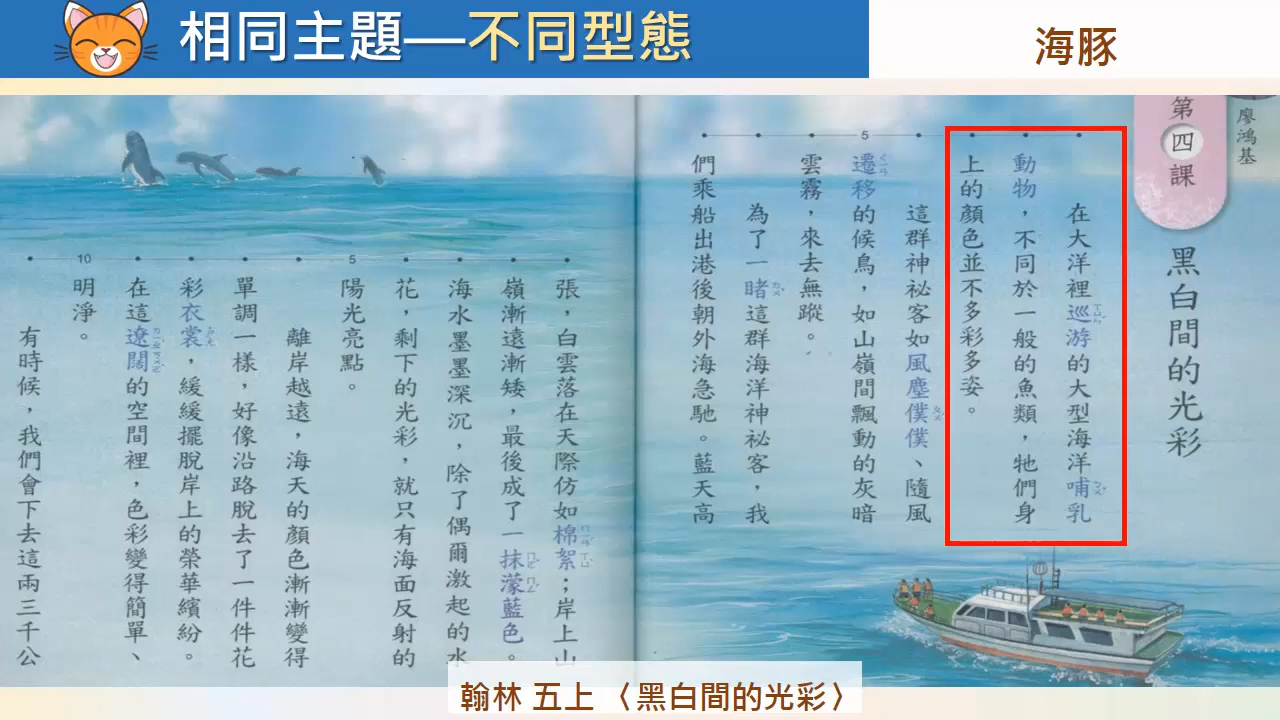 相同主題—不同型態
海豚
第四課
廖鴻基
黑白間的光彩
在大洋裡巡游的大型海洋哺乳
動物，不同於一般的魚類，牠們身
上的顏色並不多彩多姿。
這群神祕客如風塵僕僕、隨風
遷移的候鳥，如山嶺間飄動的灰暗
雲霧，來去無蹤。
為了一睹這群海洋神祕客，我
們乘船出港後朝外海急馳。藍天高
張，白雲落在天際仿如棉絮；岸上山
嶺漸遠漸矮，最後成了一抹濛藍色。
海水墨墨深沉，除了偶爾激起的水
花，剩下的光彩，就只有海面反射的
陽光亮點。
離岸越遠，海天的顏色漸漸變得
單調一樣，好像沿路脫去了一件件花
彩衣裳，緩緩擺脫岸上的榮華繽紛。
在這遼闊的空間裡，色彩變得簡單、
明淨。
有時候，我們會下去這兩三千公
5
5
10
翰林 五上〈黑白間的光彩〉